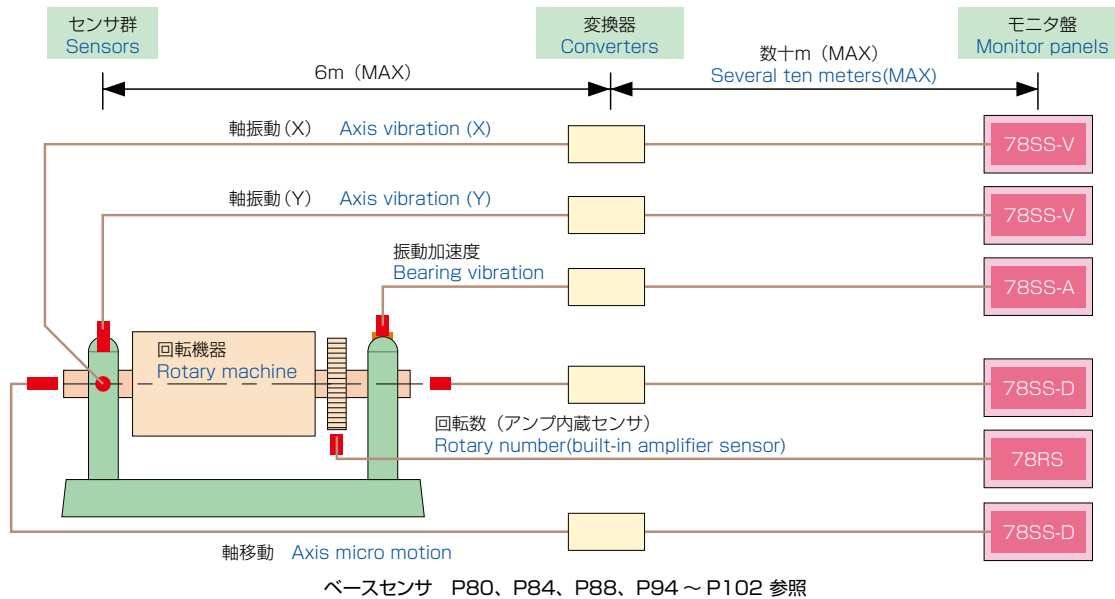 センサ群
Sensors
変換器
Converters
モニタ盤
Monitor panels
6m（MAX）
数十m（MAX）
Several ten meters(MAX)
軸振動（X） Axis vibration (X)
78SS-V
軸振動（Y） Axis vibration (Y)
78SS-V
振動加速度
Bearing vibration
78SS-A
回転機器
Rotary machine
78SS-D
回転数（アンプ内蔵センサ）
Rotary number(built-in amplifier sensor)
78RS
78SS-D
軸移動 Axis micro motion
ベースセンサ P80、P84、P88、P94～P102 参照